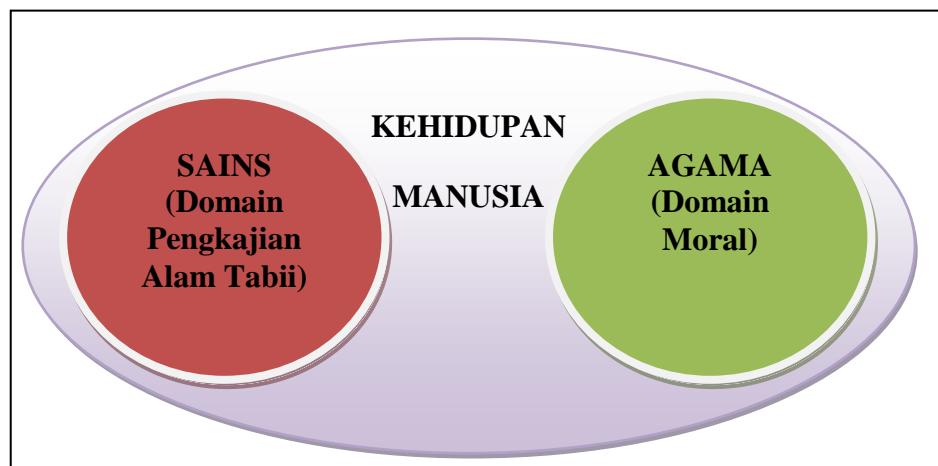 KEHIDUPAN
MANUSIA
SAINS
(Domain
Pengkajian
Alam Tabii)
AGAMA
(Domain
Moral)